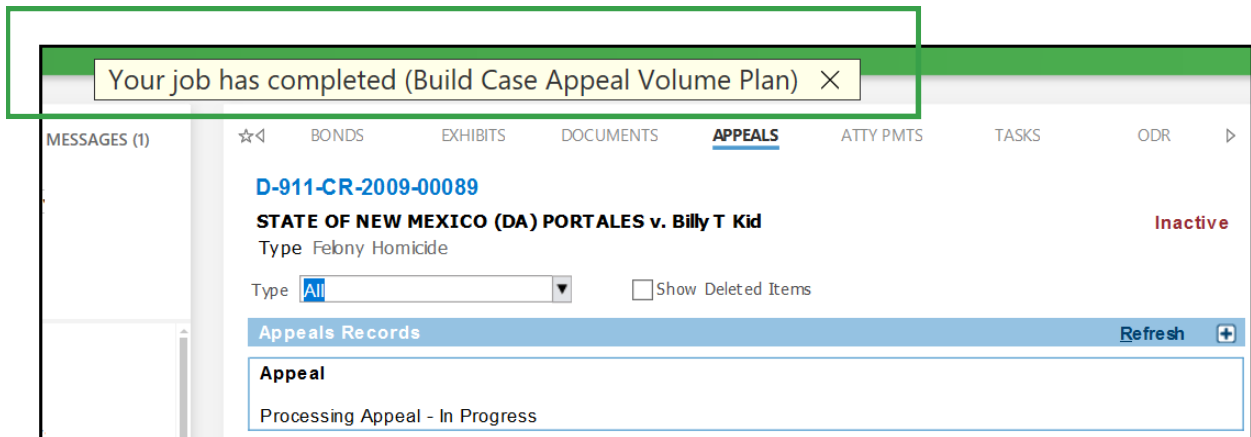 Your job has completed (Build Case Appeal Volume Plan)
MESSAGES (1) BONDS EXHIBITS DOCUMENTS APPEALS ATTY PMTS TASKS ODR
D-911-CR-2009-00089
STATE OF NEW MEXICO (DA) PORTALES v. Billy T Kid Inactive
Type Felony Homicide
Type All Show Deleted Items
Appeals Records Refresh
Appeal
Processing Appeal - In Progress